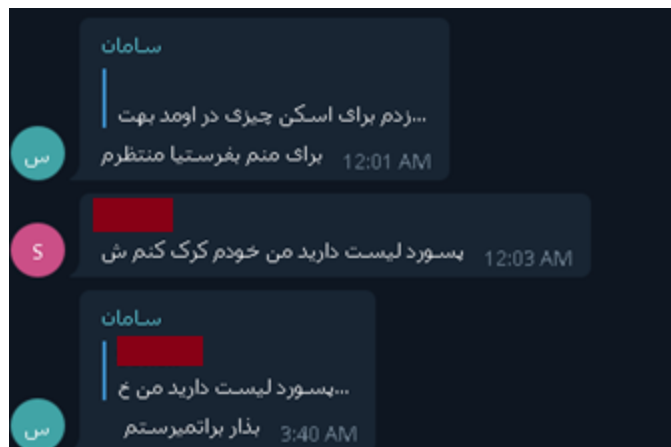 سامان
زدم برای اسکن چیزی در اومد بهت...
برای منم بفرستیا منتظرم 12:01 AM
س
S
پسورد لیست دارید من خودم کرک کنم ش 12:03 AM
سامان
پسورد لیست دارید من خ...
بذار براتمیرستم 3:40 AM
س